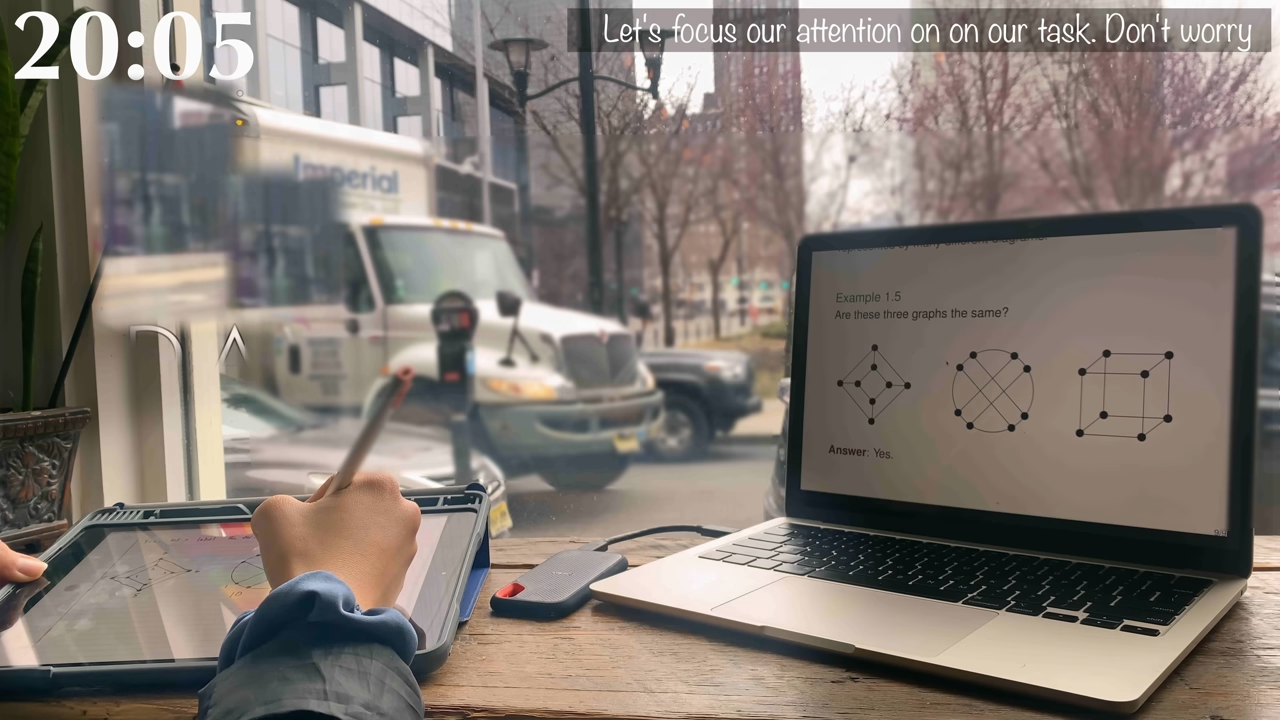 20:05
Let's focus our attention on on our task. Don't worry
Imperial
Example 1.5
Are these three graphs the same?
Answer: Yes.